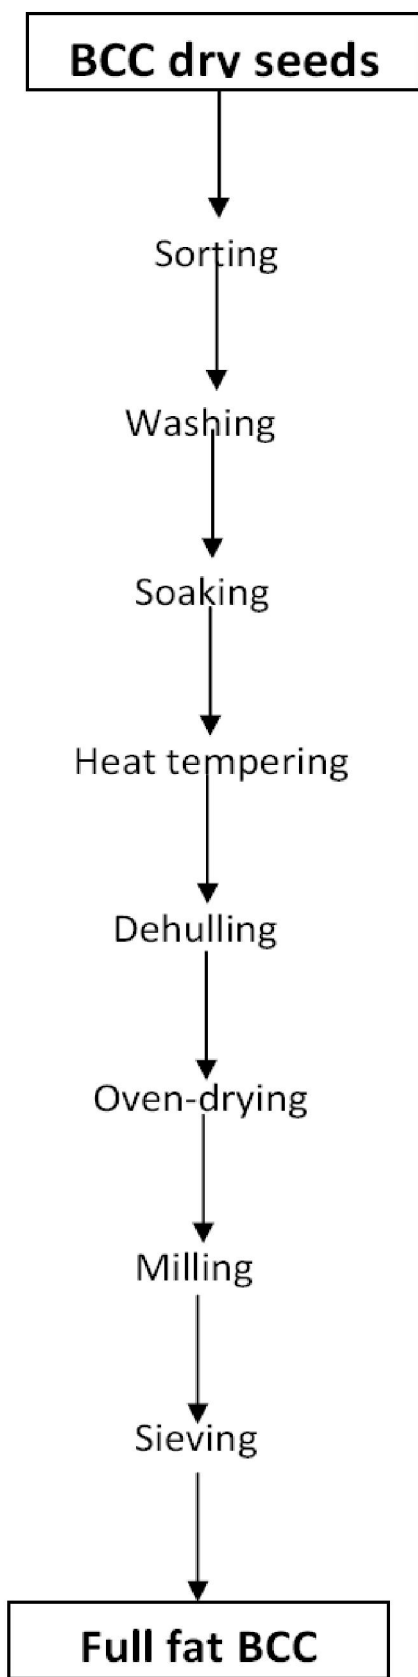 BCC dry seeds
Sorting
Washing
Soaking
Heat tempering
Dehulling
Oven-drying
Milling
Sieving
Full fat BCC